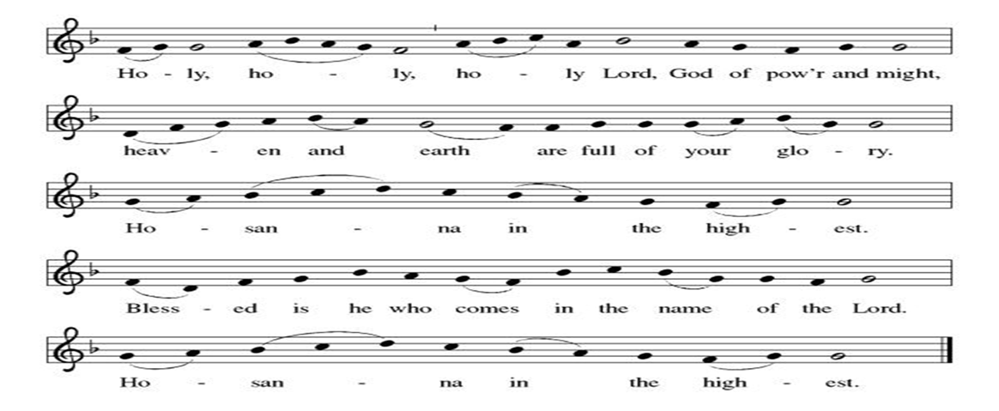 Ho - ly, ho - ly, ho - ly Lord, God of pow'r and might,
heav - en and earth are full of your glo - ry.
Ho - san - na in the high - est.
Bless - ed is he who comes in the name of the Lord.
Ho - san - na in the high - est.